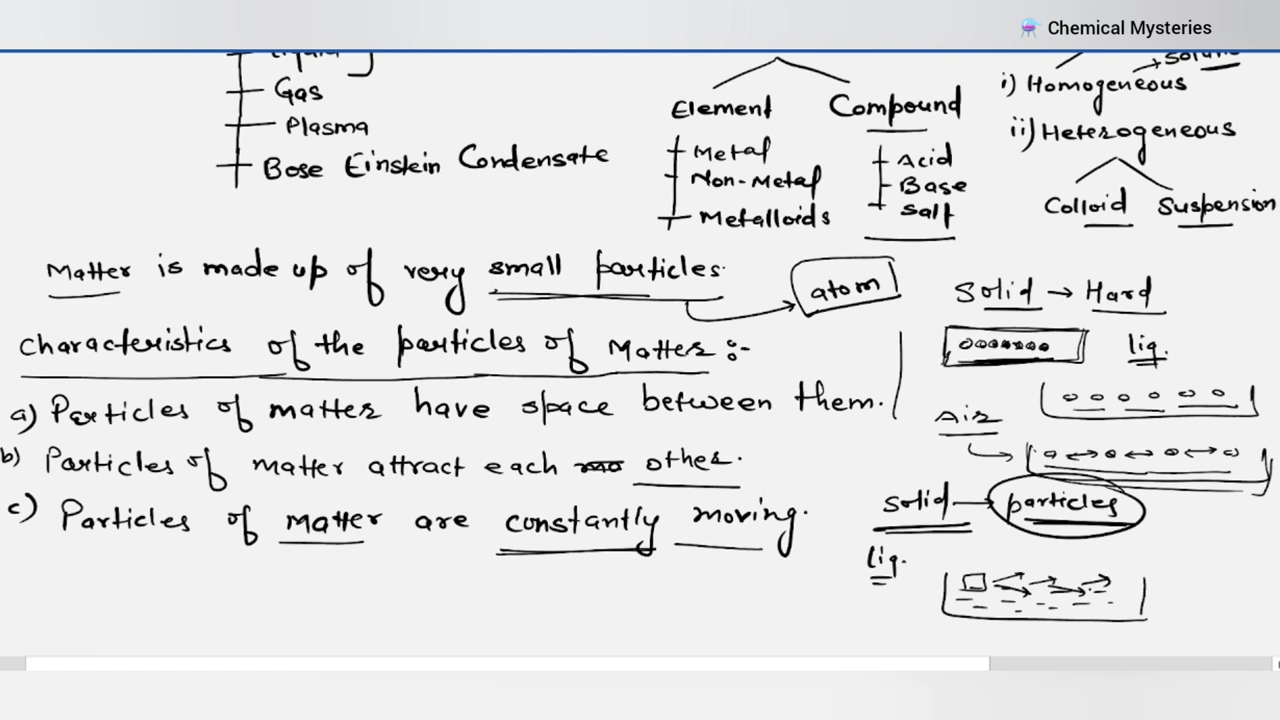 Chemical Mysteries
Liquid
Gas
Plasma
Bose Einstein Condensate
Element
Metal
Non-Metal
Metalloids
Compound
Acid
Base
Salt
i) Homogeneous
ii) Heterogeneous
Colloid Suspension
Matter is made up of very small particles.
atom
Characteristics of the particles of Matter :-
a) Particles of matter have space between them.
b) Particles of matter attract each other.
c) Particles of matter are constantly moving.
Solid → Hard
liq.
Air
Solid → particles
liq.